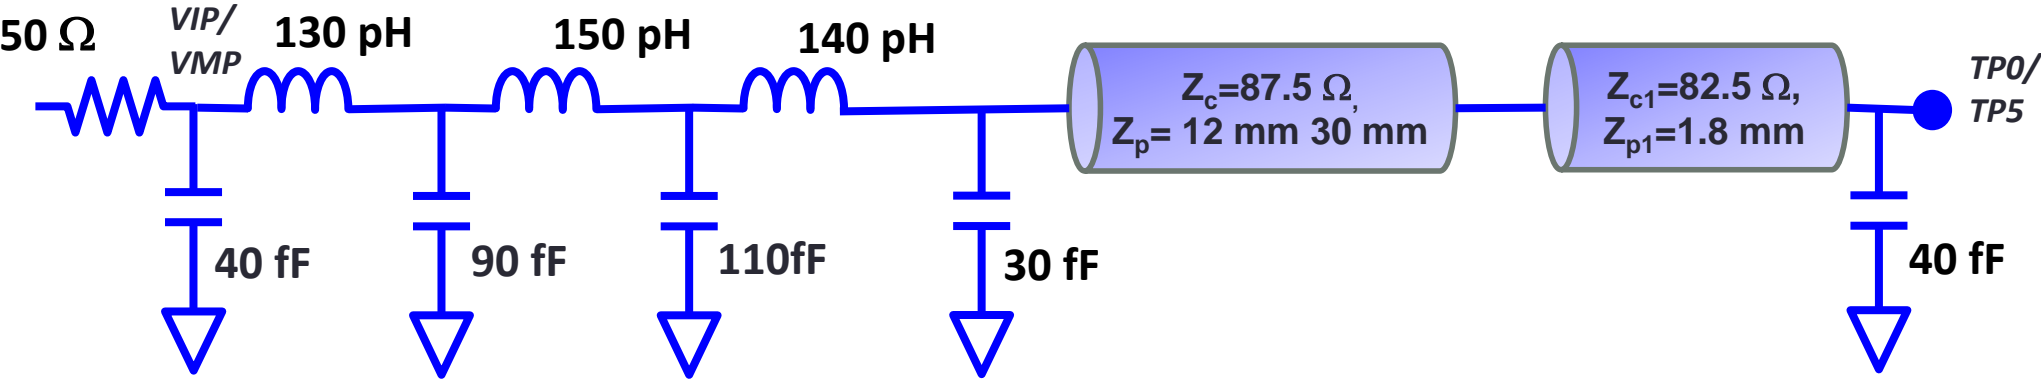 50 Ω
VIP/
VMP
130 pH
150 pH
140 pH
Zc=87.5 Ω,
Zp= 12 mm 30 mm
Zc1=82.5 Ω,
Zp1=1.8 mm
TP0/
TP5
40 fF
90 fF
110fF
30 fF
40 fF